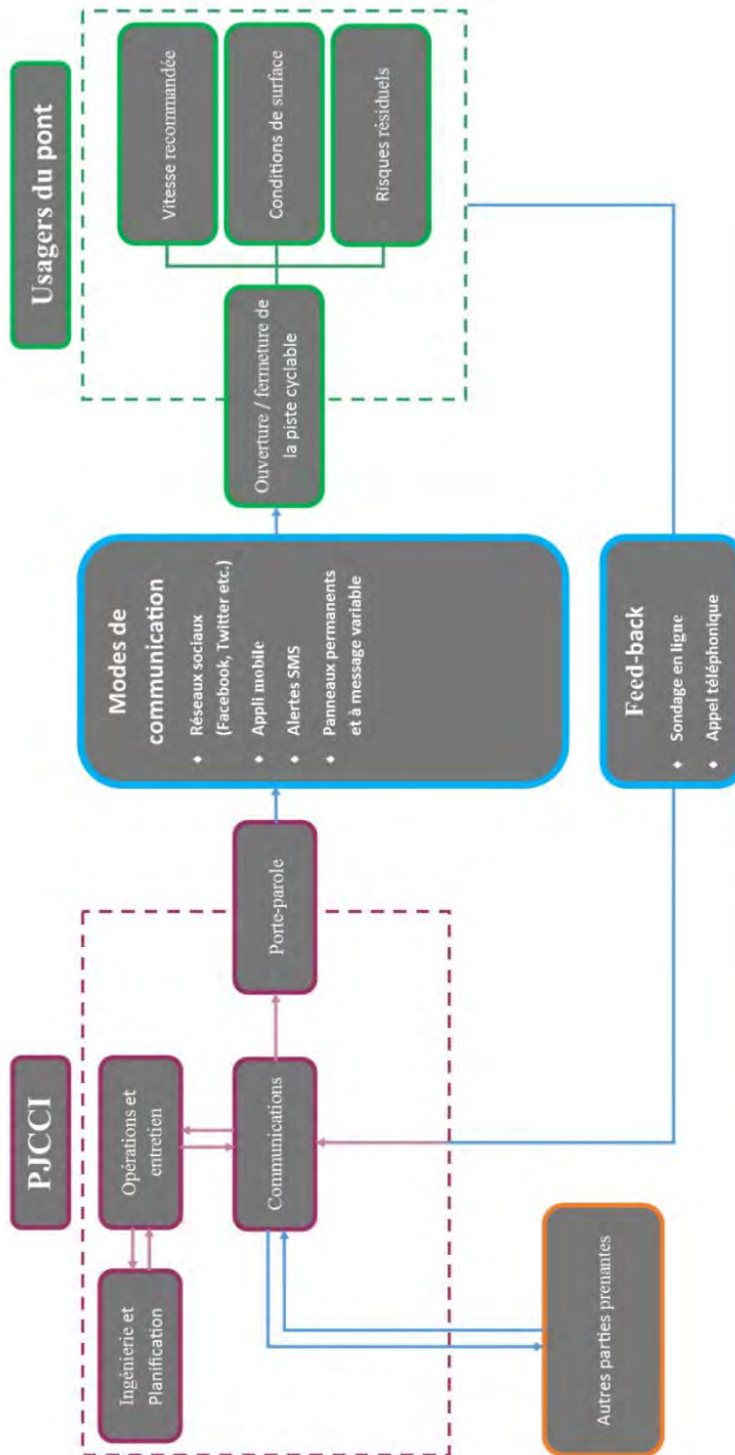 PJCCI
Ingénierie et
Planification
Opérations et
entretien
Communications
Porte-parole
Autres parties prenantes
Modes de
communication
♦ Réseaux sociaux
(Facebook, Twitter etc.)
♦ Appli mobile
♦ Alertes SMS
♦ Panneaux permanents
et à message variable
Feed-back
♦ Sondage en ligne
♦ Appel téléphonique
Usagers du pont
Ouverture / fermeture de
la piste cyclable
Vitesse recommandée
Conditions de surface
Risques résiduels